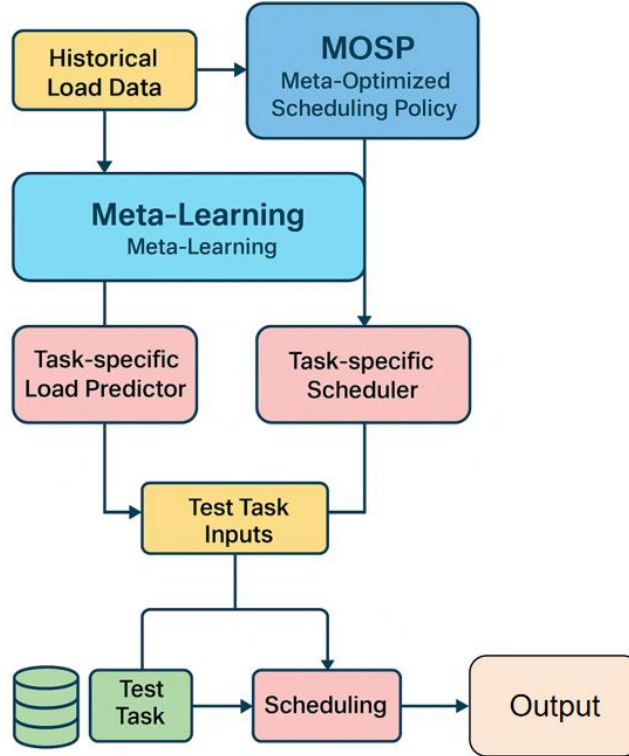 Historical
Load Data
MOSP
Meta-Optimized
Scheduling Policy
Meta-Learning
Meta-Learning
Task-specific
Load Predictor
Task-specific
Scheduler
Test Task
Inputs
Test
Task
Scheduling
Output